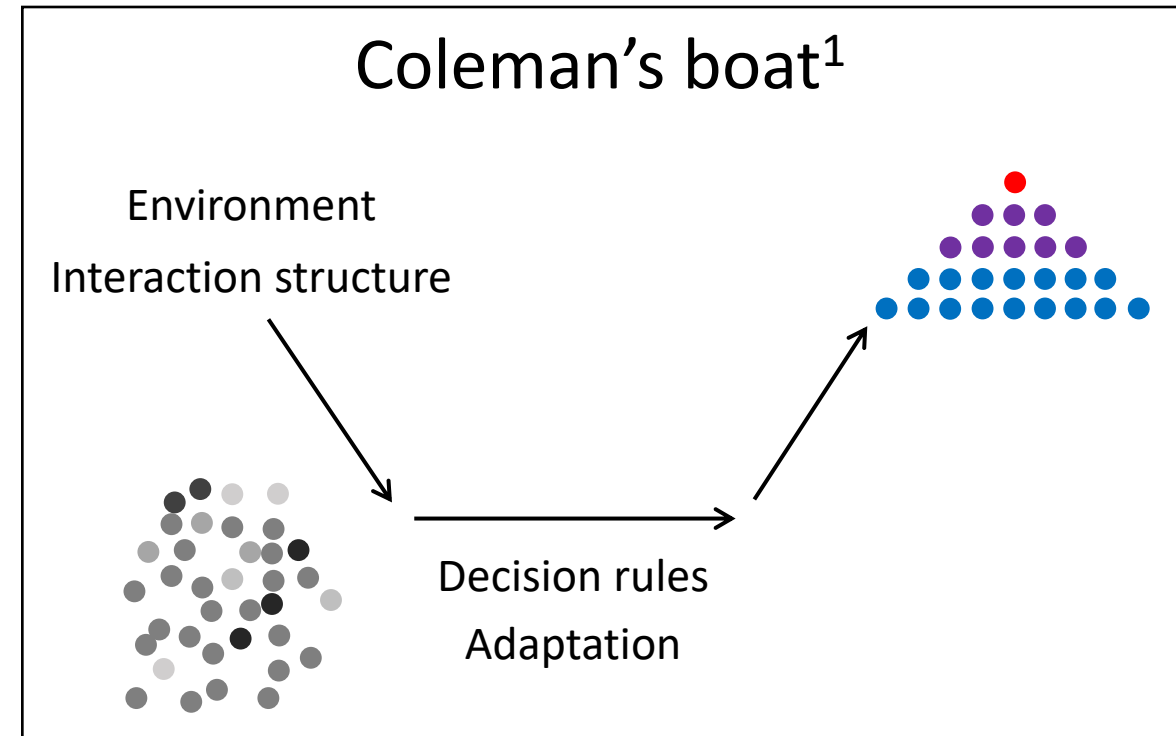 Coleman’s boat¹
Environment
Interaction structure
Decision rules
Adaptation